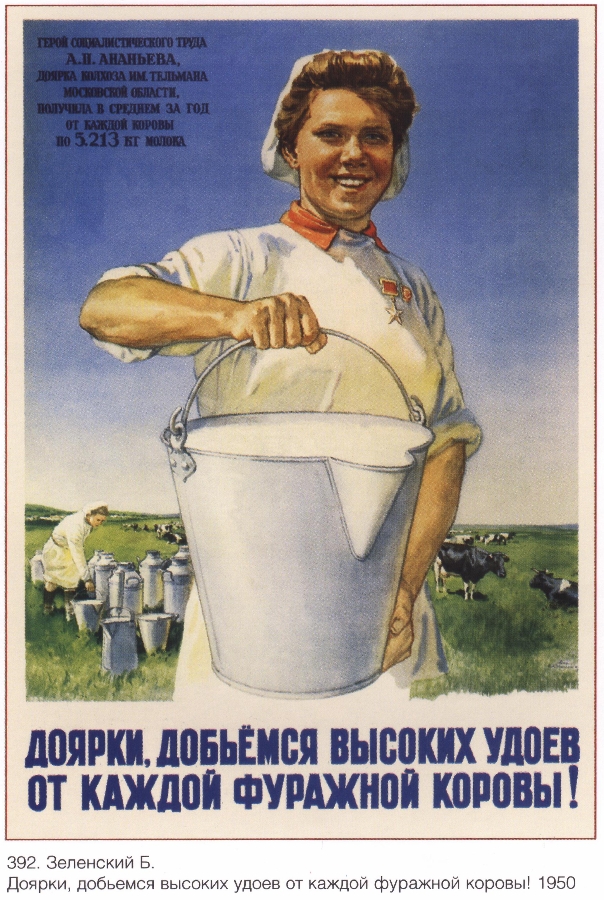 ГЕРОЙ СОЦИАЛИСТИЧЕСКОГО ТРУДА
А.П. АНАНЬЕВА,
ДОЯРКА КОЛХОЗА ИМ. ТЕЛЬМАНА
МОСКОВСКОЙ ОБЛАСТИ,
ПОЛУЧИЛА В СРЕДНЕМ ЗА ГОД
ОТ КАЖДОЙ КОРОВЫ
ПО 5.213 КГ МОЛОКА
ДОЯРКИ, ДОБЬЁМСЯ ВЫСОКИХ УДОЕВ
ОТ КАЖДОЙ ФУРАЖНОЙ КОРОВЫ!
392. Зеленский Б.
Доярки, добьемся высоких удоев от каждой фуражной коровы! 1950